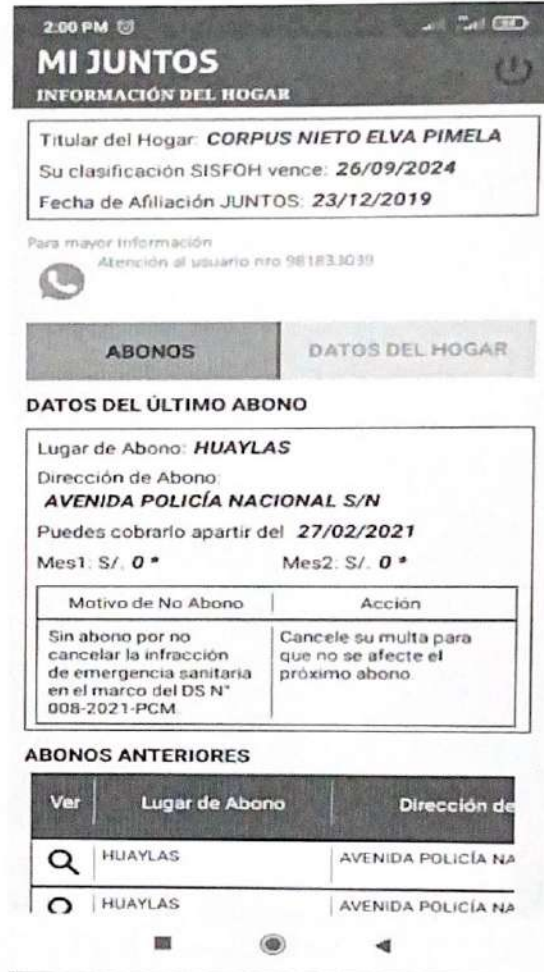 2:00 PM
MI JUNTOS
INFORMACIÓN DEL HOGAR
Titular del Hogar: CORPUS NIETO ELVA PIMELA
Su clasificación SISFOH vence: 26/09/2024
Fecha de Afiliación JUNTOS: 23/12/2019
Para mayor Información
Atención al usuario nro 981833039
ABONOS DATOS DEL HOGAR
DATOS DEL ÚLTIMO ABONO
Lugar de Abono: HUAYLAS
Dirección de Abono:
AVENIDA POLICÍA NACIONAL S/N
Puedes cobrarlo apartir del 27/02/2021
Mes1: S/. 0 * Mes2: S/. 0 *
Motivo de No Abono Acción
Sin abono por no Cancele su multa para
cancelar la infracción que no se afecte el
de emergencia sanitaria próximo abono.
en el marco del DS N°
008-2021-PCM.
ABONOS ANTERIORES
Ver Lugar de Abono Dirección de
HUAYLAS AVENIDA POLICÍA NA
HUAYLAS AVENIDA POLICÍA NA